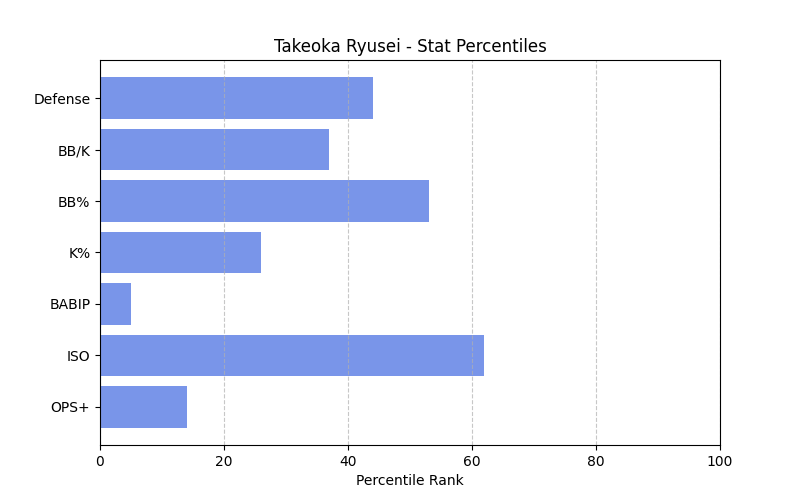 Takeoka Ryusei - Stat Percentiles
Defense
BB/K
BB%
K%
BABIP
ISO
OPS+
0 20 40 60 80 100
Percentile Rank